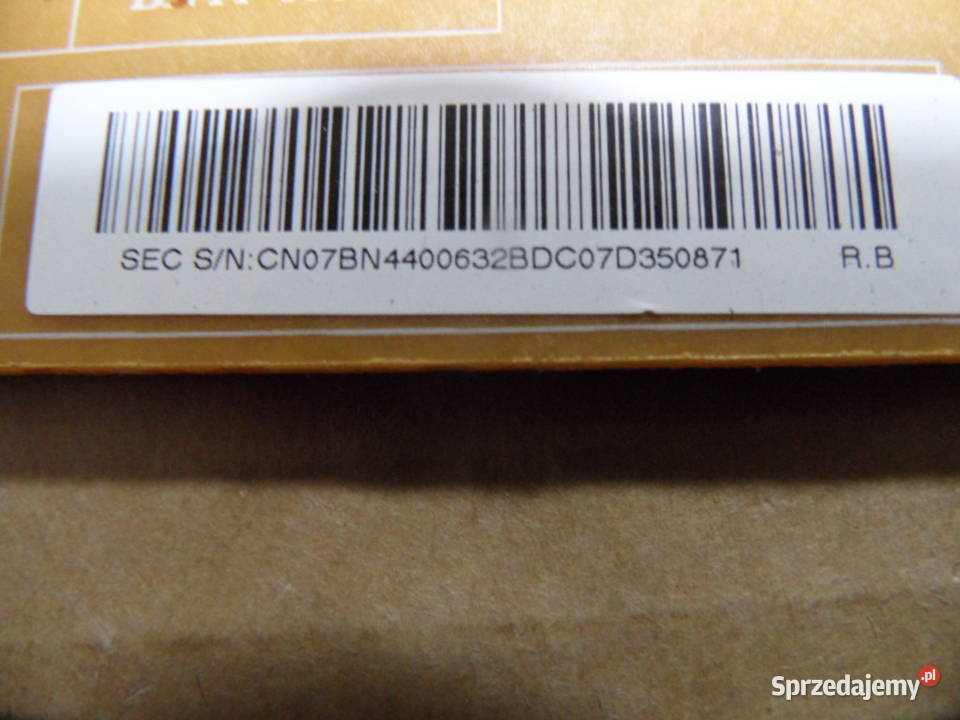 SEC S/N:CN07BN4400632BDC07D350871 R.B
Sprzedajemy.pl